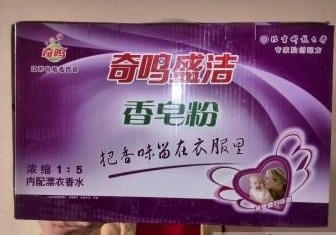 奇鸣
奇鸣盛洁
香皂粉
把香味留在衣服里
浓缩 1:5
内配漂衣香水